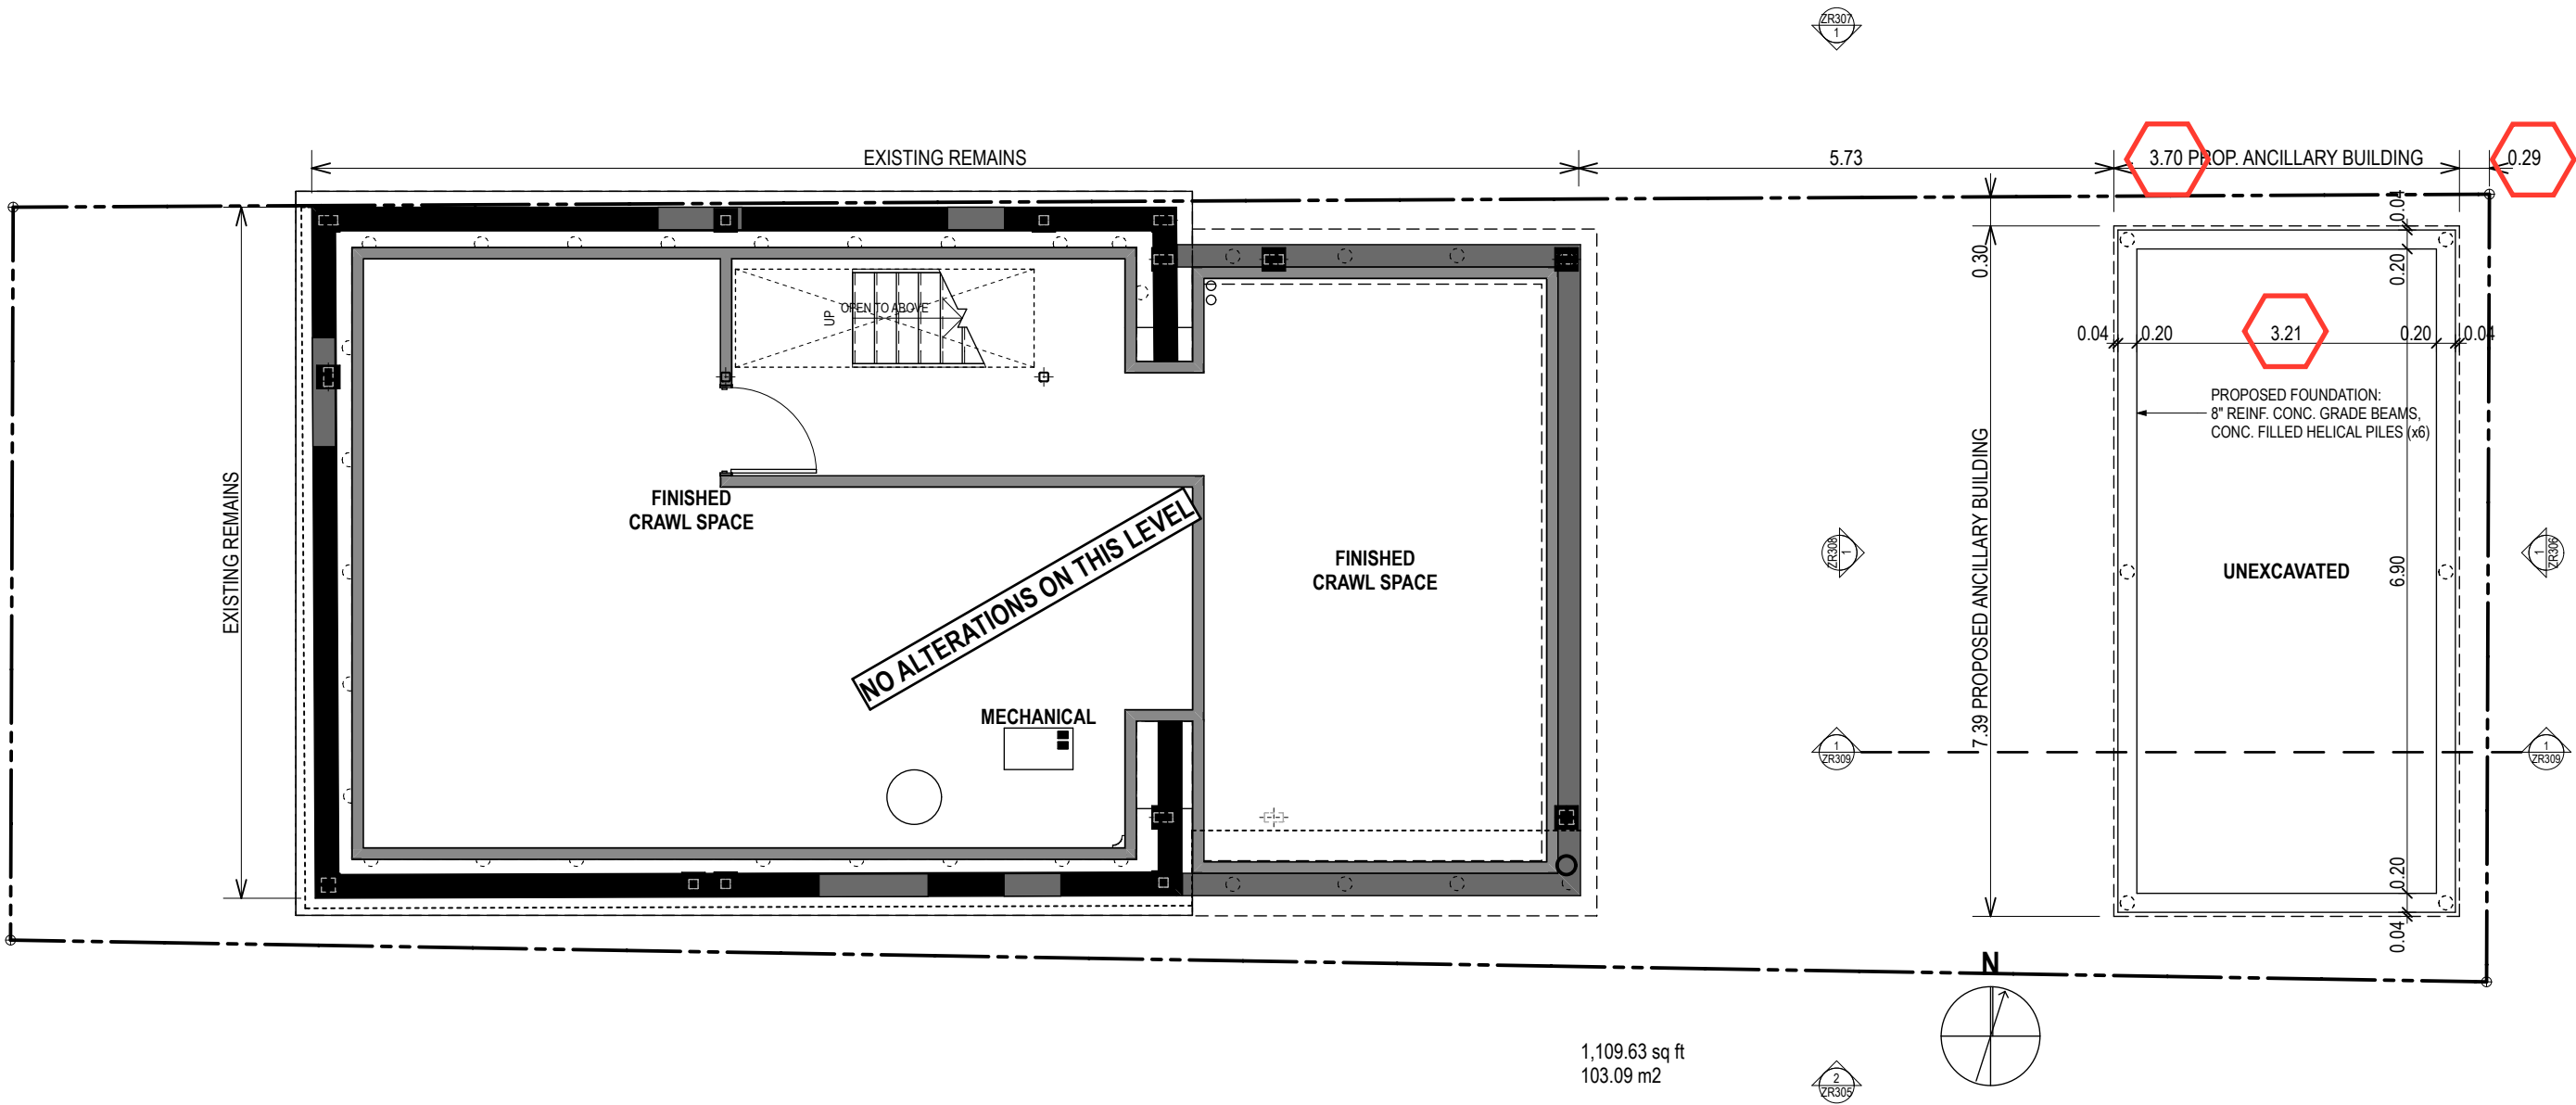 ZR307
1
EXISTING REMAINS
5.73
3.70 PROP. ANCILLARY BUILDING
0.29
0.04
0.30
0.20
UP
OPEN TO ABOVE
0.04
0.20
3.21
0.20
0.04
PROPOSED FOUNDATION:
8" REINF. CONC. GRADE BEAMS,
CONC. FILLED HELICAL PILES (x6)
EXISTING REMAINS
FINISHED
CRAWL SPACE
NO ALTERATIONS ON THIS LEVEL
FINISHED
CRAWL SPACE
7.39 PROPOSED ANCILLARY BUILDING
ZR308
1
UNEXCAVATED
6.90
1
ZR306
MECHANICAL
1
ZR309
1
ZR309
0.20
0.04
N
1,109.63 sq ft
103.09 m2
2
ZR305